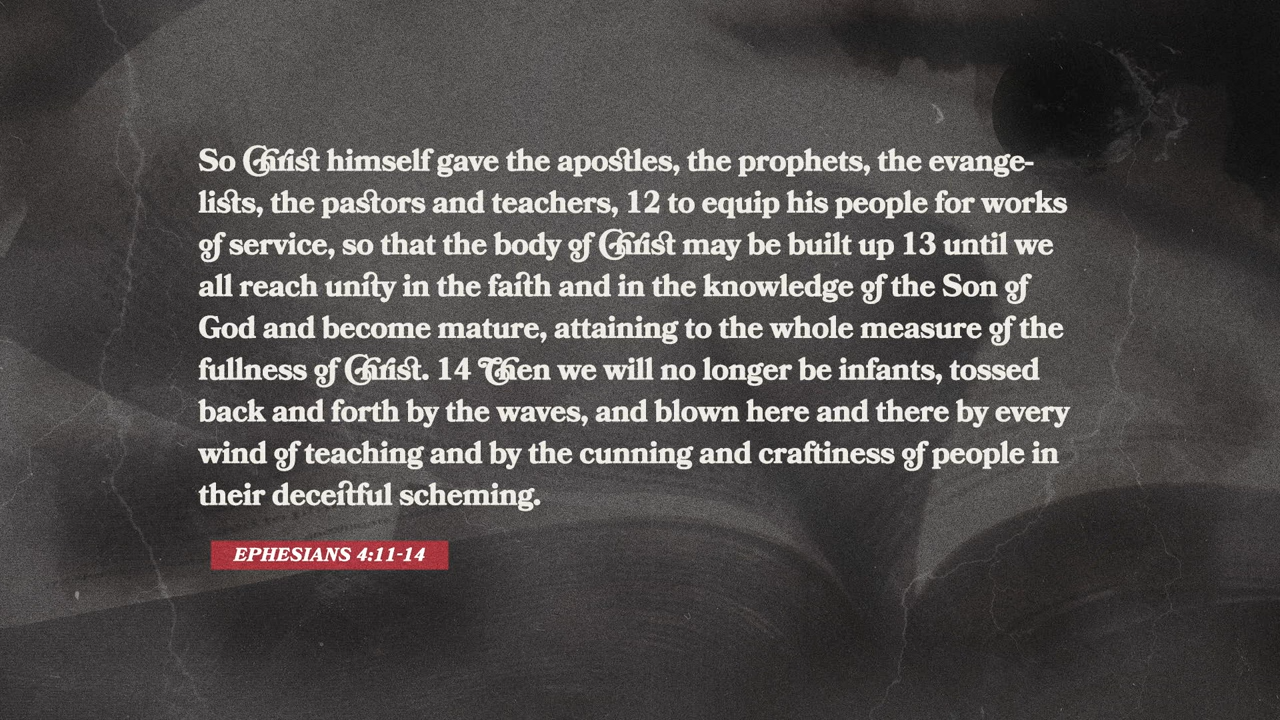 So Christ himself gave the apostles, the prophets, the evange-
lists, the pastors and teachers, 12 to equip his people for works
of service, so that the body of Christ may be built up 13 until we
all reach unity in the faith and in the knowledge of the Son of
God and become mature, attaining to the whole measure of the
fullness of Christ. 14 Then we will no longer be infants, tossed
back and forth by the waves, and blown here and there by every
wind of teaching and by the cunning and craftiness of people in
their deceitful scheming.
EPHESIANS 4:11-14